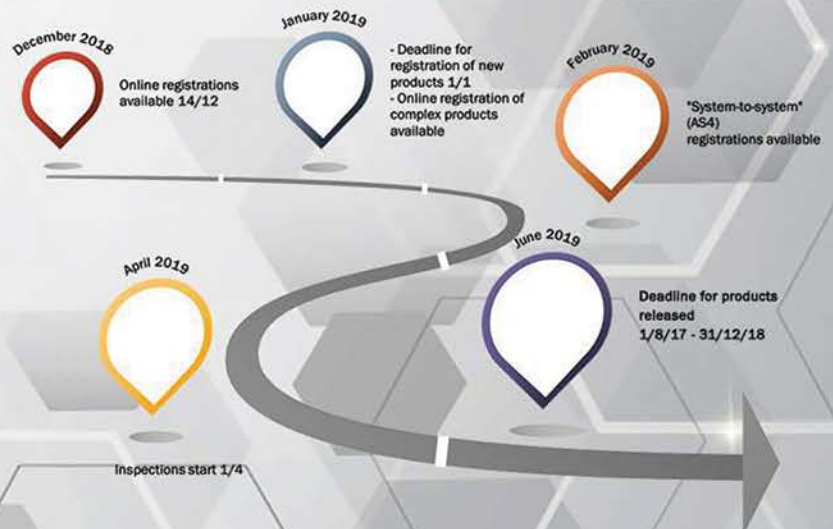 December 2018
Online registrations
available 14/12
January 2019
- Deadline for
registration of new
products 1/1
- Online registration of
complex products
available
February 2019
"System-to-system"
(AS4)
registrations available
April 2019
Inspections start 1/4
June 2019
Deadline for products
released
1/8/17 - 31/12/18